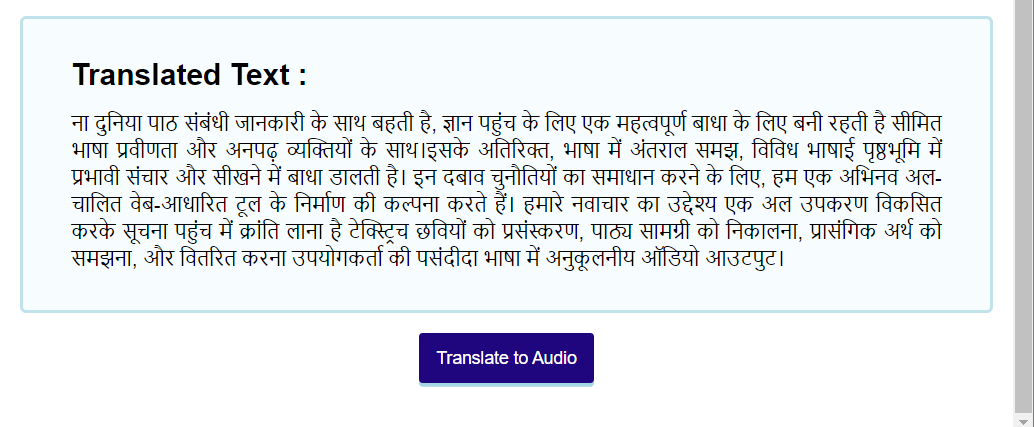 Translated Text :
ना दुनिया पाठ संबंधी जानकारी के साथ बहती है, ज्ञान पहुंच के लिए एक महत्वपूर्ण बाधा के लिए बनी रहती है सीमित
भाषा प्रवीणता और अनपढ़ व्यक्तियों के साथ।इसके अतिरिक्त, भाषा में अंतराल समझ, विविध भाषाई पृष्ठभूमि में
प्रभावी संचार और सीखने में बाधा डालती है। इन दबाव चुनौतियों का समाधान करने के लिए, हम एक अभिनव अल-
चालित वेब-आधारित टूल के निर्माण की कल्पना करते हैं। हमारे नवाचार का उद्देश्य एक अल उपकरण विकसित
करके सूचना पहुंच में क्रांति लाना है टेक्स्ट्रिच छवियों को प्रसंस्करण, पाठ्य सामग्री को निकालना, प्रासंगिक अर्थ को
समझना, और वितरित करना उपयोगकर्ता की पसंदीदा भाषा में अनुकूलनीय ऑडियो आउटपुट।
Translate to Audio